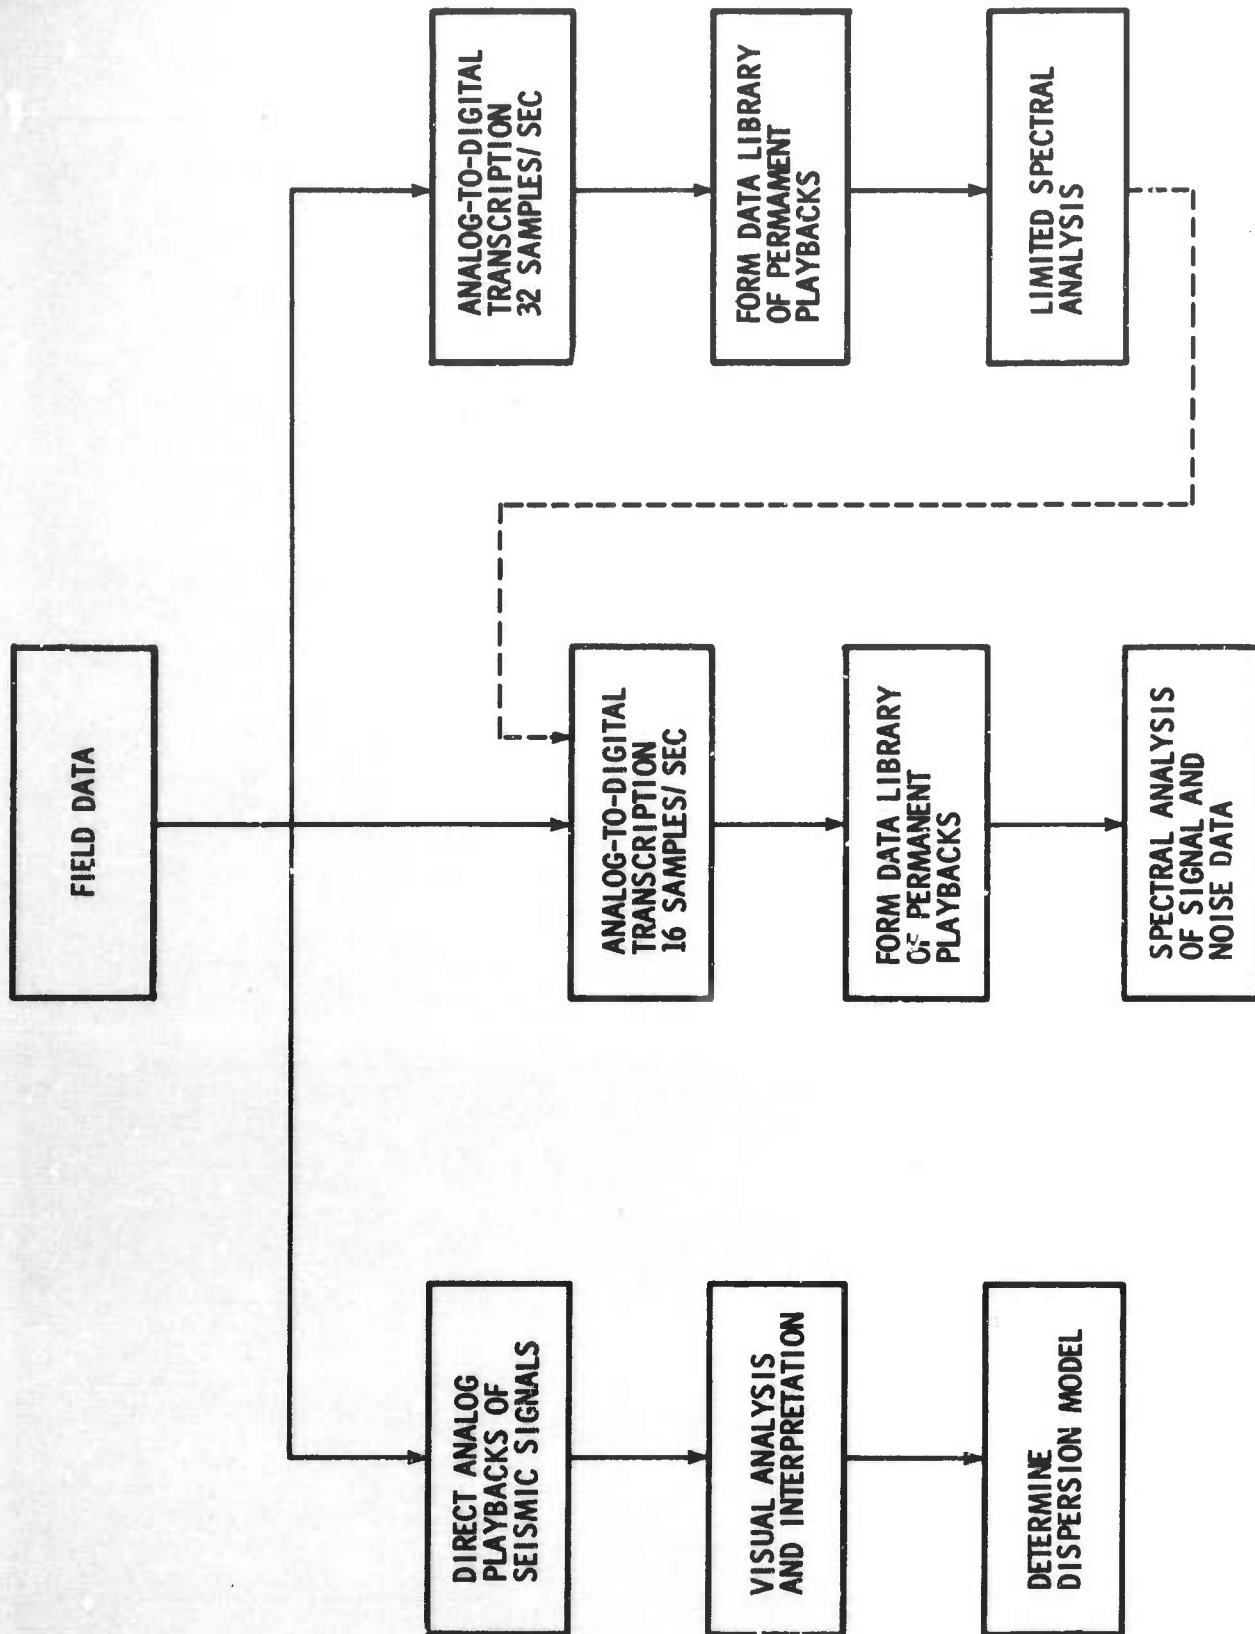 FIELD DATA
DIRECT ANALOG
PLAYBACKS OF
SEISMIC SIGNALS
VISUAL ANALYSIS
AND INTERPRETATION
DETERMINE
DISPERSION MODEL
ANALOG-TO-DIGITAL
TRANSCRIPTION
16 SAMPLES/ SEC
FORM DATA LIBRARY
OF PERMANENT
PLAYBACKS
SPECTRAL ANALYSIS
OF SIGNAL AND
NOISE DATA
ANALOG-TO-DIGITAL
TRANSCRIPTION
32 SAMPLES/ SEC
FORM DATA LIBRARY
OF PERMAMENT
PLAYBACKS
LIMITED SPECTRAL
ANALYSIS